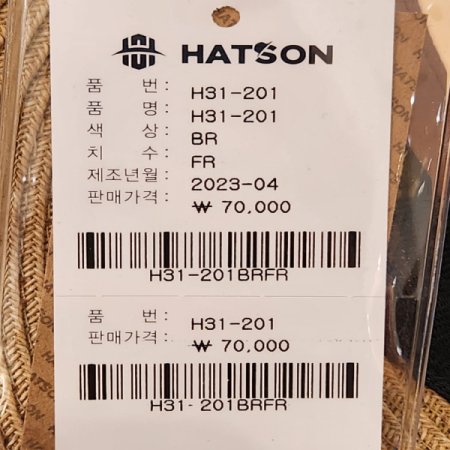 HATSON
품 번 : H31-201
품 명 : H31-201
색 상 : BR
치 수 : FR
제조년월 : 2023-04
판매가격 : ₩ 70,000
H31-201BRFR
품 번 : H31-201
판매가격 : ₩ 70,000
H31-201BRFR
HATSON